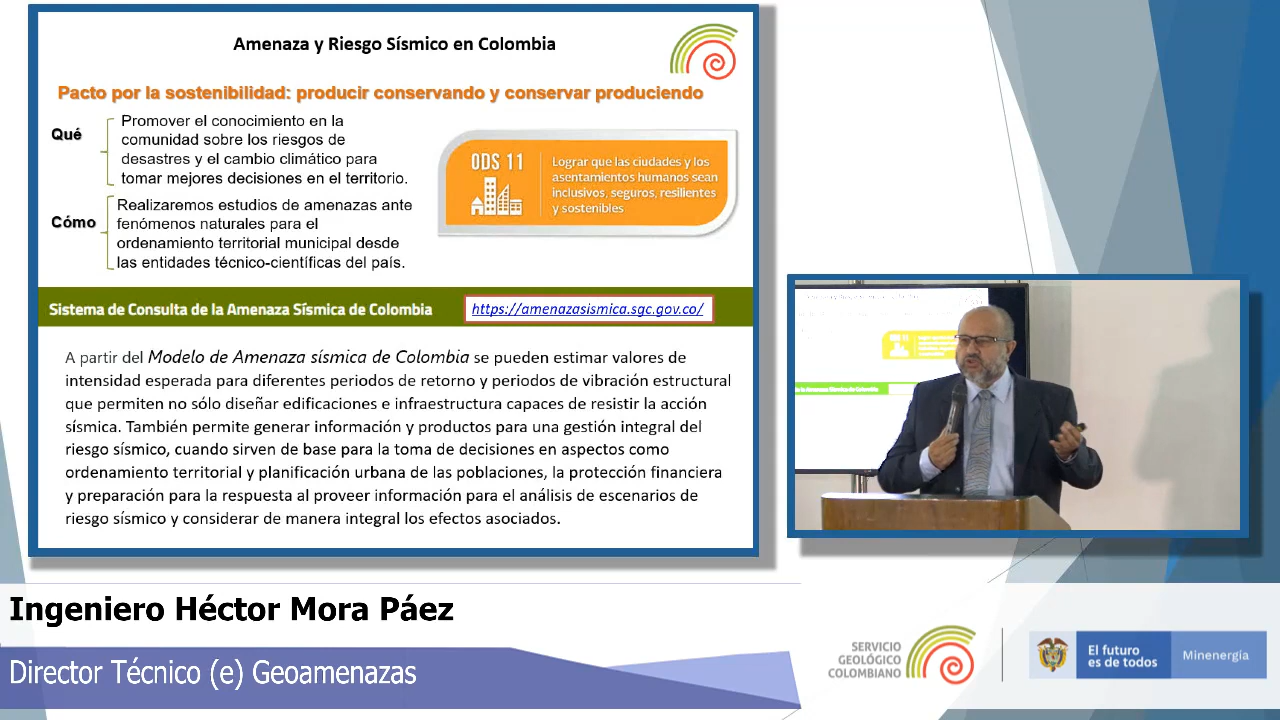 Amenaza y Riesgo Sísmico en Colombia
Pacto por la sostenibilidad: producir conservando y conservar produciendo
Qué
Promover el conocimiento en la
comunidad sobre los riesgos de
desastres y el cambio climático para
tomar mejores decisiones en el territorio.
Cómo
Realizaremos estudios de amenazas ante
fenómenos naturales para el
ordenamiento territorial municipal desde
las entidades técnico-científicas del país.
ODS 11
Lograr que las ciudades y los
asentamientos humanos sean
inclusivos, seguros, resilientes
y sostenibles
Sistema de Consulta de la Amenaza Sísmica de Colombia
https://amenazasismica.sgc.gov.co/
A partir del Modelo de Amenaza sísmica de Colombia se pueden estimar valores de
intensidad esperada para diferentes periodos de retorno y periodos de vibración estructural
que permiten no sólo diseñar edificaciones e infraestructura capaces de resistir la acción
sísmica. También permite generar información y productos para una gestión integral del
riesgo sísmico, cuando sirven de base para la toma de decisiones en aspectos como
ordenamiento territorial y planificación urbana de las poblaciones, la protección financiera
y preparación para la respuesta al proveer información para el análisis de escenarios de
riesgo sísmico y considerar de manera integral los efectos asociados.
Ingeniero Héctor Mora Páez
Director Técnico (e) Geoamenazas
SERVICIO
GEOLÓGICO
COLOMBIANO
El futuro
es de todos
Minenergía